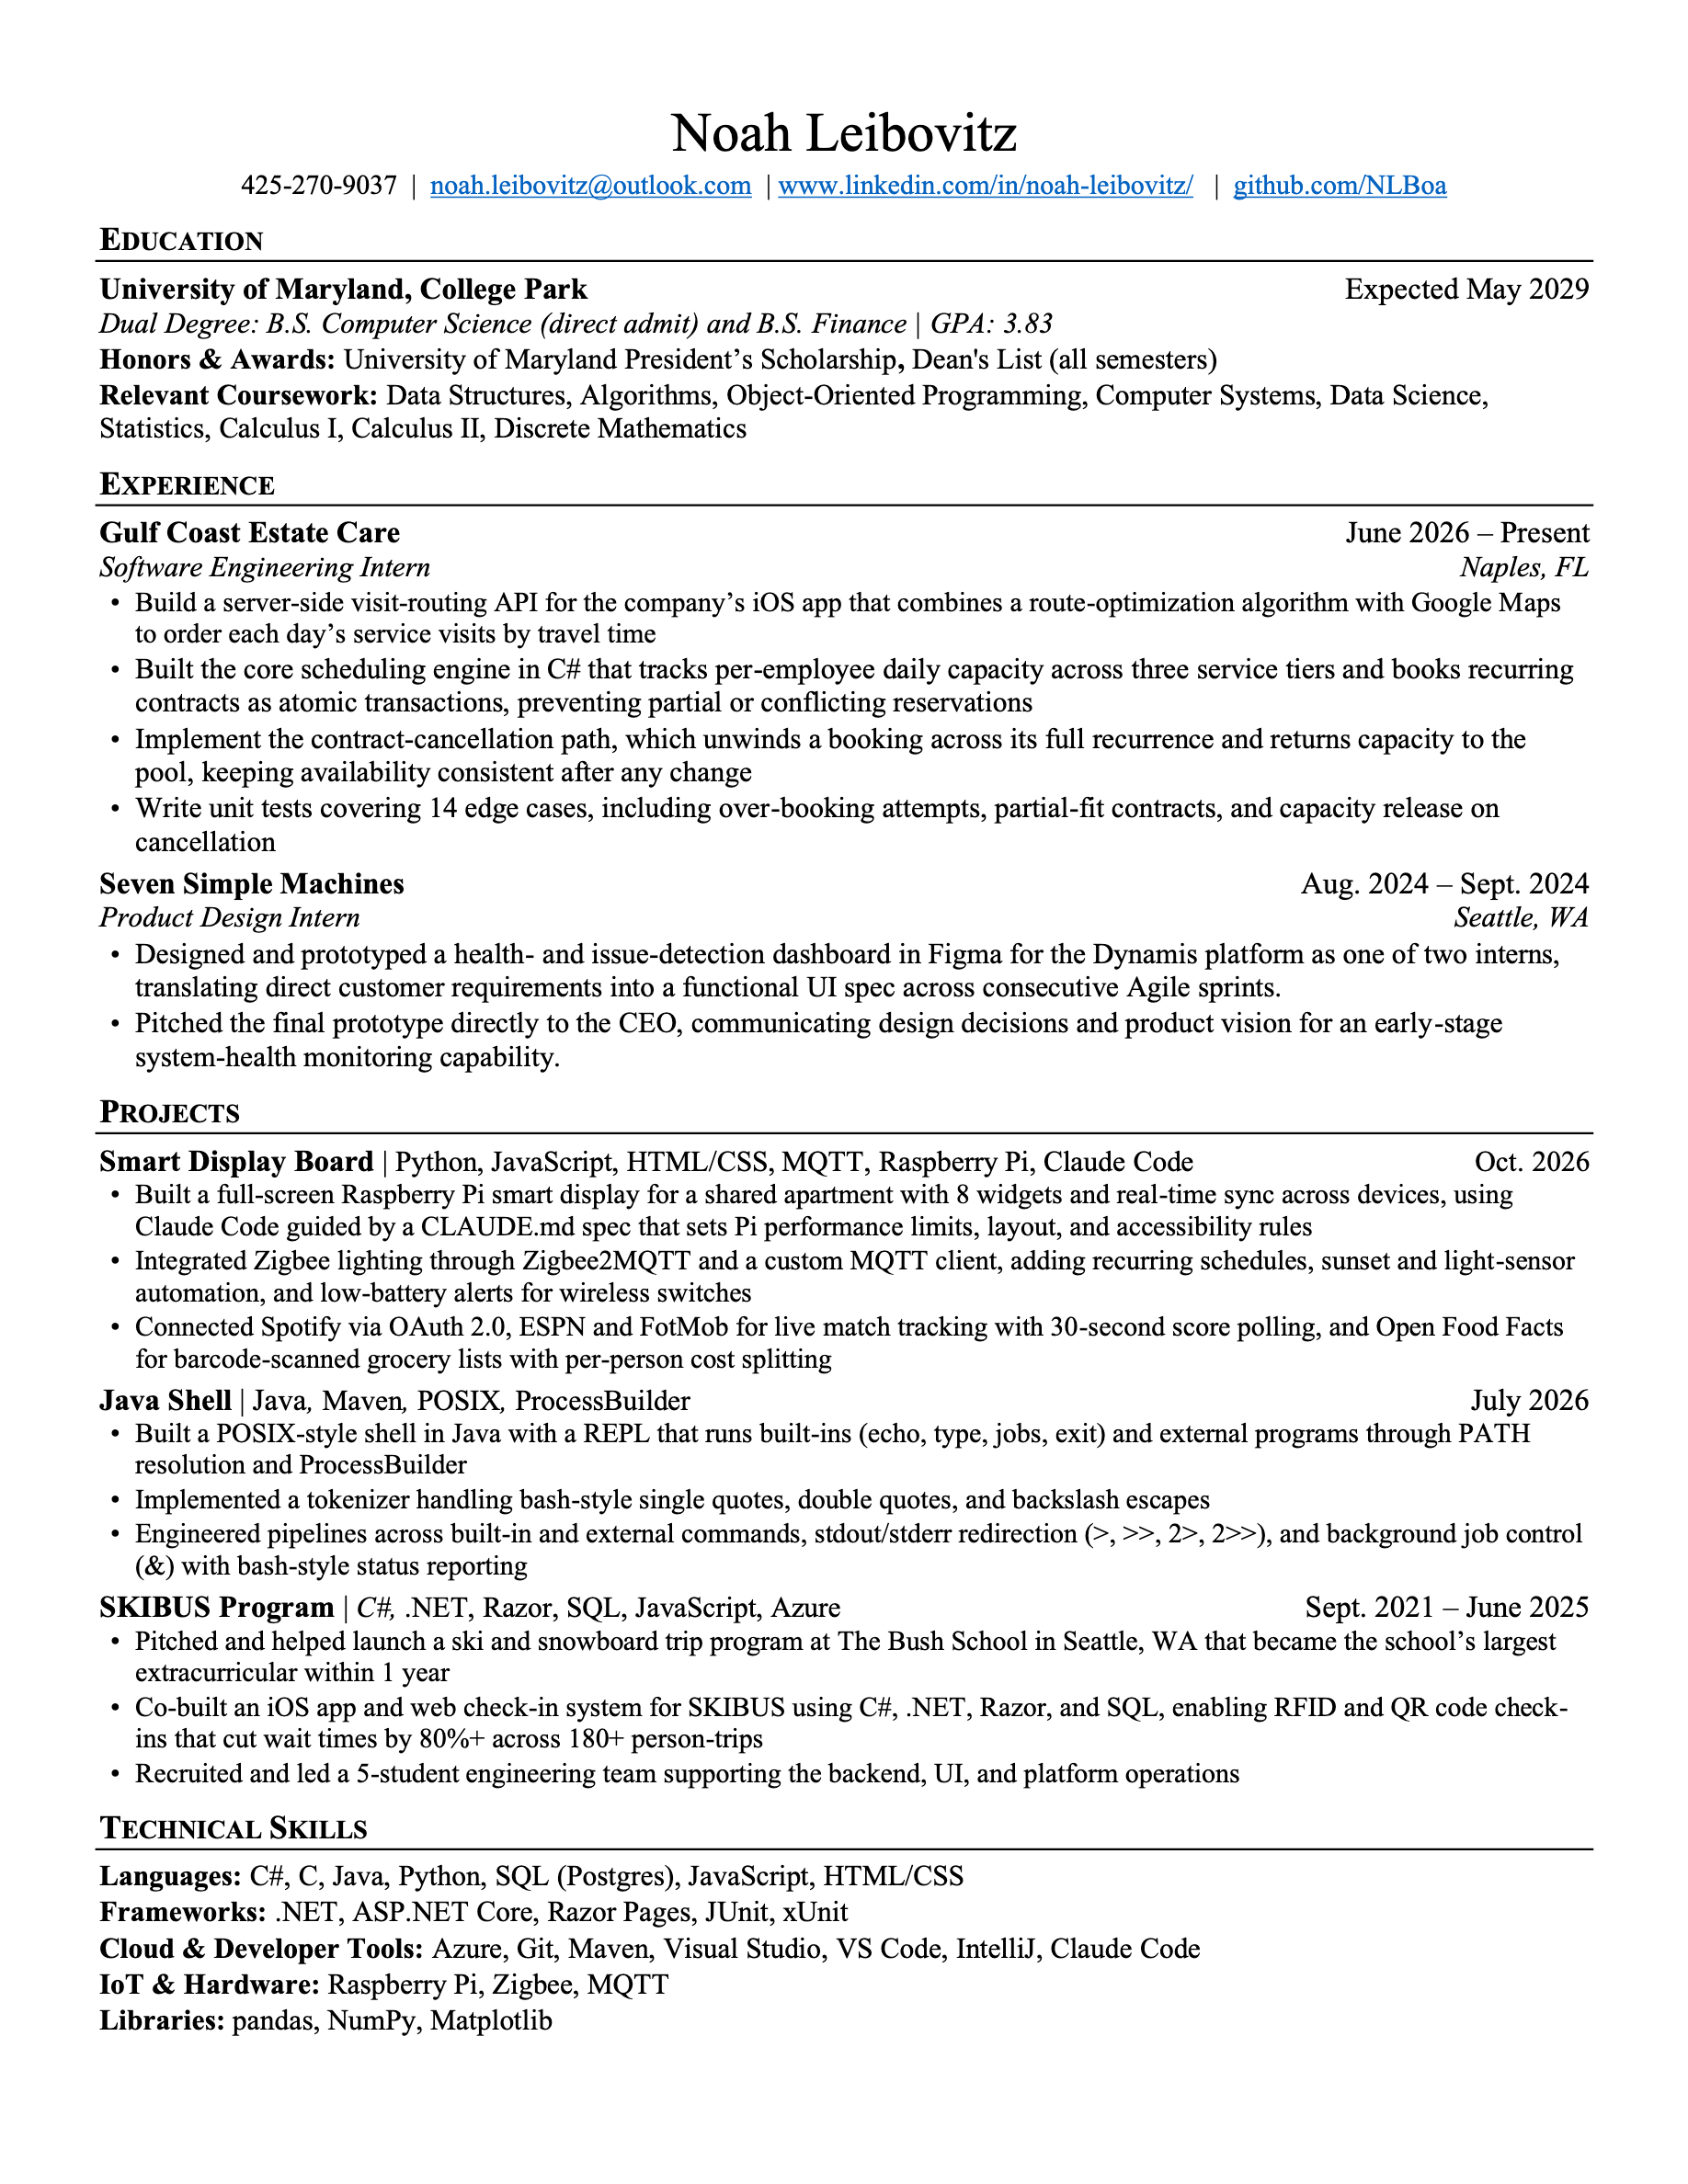 Noah Leibovitz
425-270-9037 | noah.leibovitz@outlook.com | www.linkedin.com/in/noah-leibovitz/ | github.com/NLBoa
EDUCATION
University of Maryland, College Park Expected May 2029
Dual Degree: B.S. Computer Science (direct admit) and B.S. Finance | GPA: 3.83
Honors & Awards: University of Maryland President’s Scholarship, Dean's List (all semesters)
Relevant Coursework: Data Structures, Algorithms, Object-Oriented Programming, Computer Systems, Data Science,
Statistics, Calculus I, Calculus II, Discrete Mathematics
EXPERIENCE
Gulf Coast Estate Care June 2026 – Present
Software Engineering Intern Naples, FL
• Build a server-side visit-routing API for the company’s iOS app that combines a route-optimization algorithm with Google Maps
to order each day’s service visits by travel time
• Built the core scheduling engine in C# that tracks per-employee daily capacity across three service tiers and books recurring
contracts as atomic transactions, preventing partial or conflicting reservations
• Implement the contract-cancellation path, which unwinds a booking across its full recurrence and returns capacity to the
pool, keeping availability consistent after any change
• Write unit tests covering 14 edge cases, including over-booking attempts, partial-fit contracts, and capacity release on
cancellation
Seven Simple Machines Aug. 2024 – Sept. 2024
Product Design Intern Seattle, WA
• Designed and prototyped a health- and issue-detection dashboard in Figma for the Dynamis platform as one of two interns,
translating direct customer requirements into a functional UI spec across consecutive Agile sprints.
• Pitched the final prototype directly to the CEO, communicating design decisions and product vision for an early-stage
system-health monitoring capability.
PROJECTS
Smart Display Board | Python, JavaScript, HTML/CSS, MQTT, Raspberry Pi, Claude Code Oct. 2026
• Built a full-screen Raspberry Pi smart display for a shared apartment with 8 widgets and real-time sync across devices, using
Claude Code guided by a CLAUDE.md spec that sets Pi performance limits, layout, and accessibility rules
• Integrated Zigbee lighting through Zigbee2MQTT and a custom MQTT client, adding recurring schedules, sunset and light-sensor
automation, and low-battery alerts for wireless switches
• Connected Spotify via OAuth 2.0, ESPN and FotMob for live match tracking with 30-second score polling, and Open Food Facts
for barcode-scanned grocery lists with per-person cost splitting
Java Shell | Java, Maven, POSIX, ProcessBuilder July 2026
• Built a POSIX-style shell in Java with a REPL that runs built-ins (echo, type, jobs, exit) and external programs through PATH
resolution and ProcessBuilder
• Implemented a tokenizer handling bash-style single quotes, double quotes, and backslash escapes
• Engineered pipelines across built-in and external commands, stdout/stderr redirection (>, >>, 2>, 2>>), and background job control
(&) with bash-style status reporting
SKIBUS Program | C#, .NET, Razor, SQL, JavaScript, Azure Sept. 2021 – June 2025
• Pitched and helped launch a ski and snowboard trip program at The Bush School in Seattle, WA that became the school’s largest
extracurricular within 1 year
• Co-built an iOS app and web check-in system for SKIBUS using C#, .NET, Razor, and SQL, enabling RFID and QR code check-
ins that cut wait times by 80%+ across 180+ person-trips
• Recruited and led a 5-student engineering team supporting the backend, UI, and platform operations
TECHNICAL SKILLS
Languages: C#, C, Java, Python, SQL (Postgres), JavaScript, HTML/CSS
Frameworks: .NET, ASP.NET Core, Razor Pages, JUnit, xUnit
Cloud & Developer Tools: Azure, Git, Maven, Visual Studio, VS Code, IntelliJ, Claude Code
IoT & Hardware: Raspberry Pi, Zigbee, MQTT
Libraries: pandas, NumPy, Matplotlib